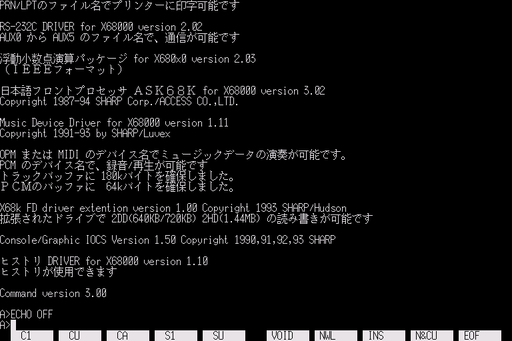 PRN/LPTのファイル名でプリンターに印字可能です
RS-232C DRIVER for X68000 version 2.02
AUX0 から AUX5 のファイル名で、通信が可能です
浮動小数点演算パッケージ for X680x0 version 2.03
（ＩＥＥＥフォーマット）
日本語フロントプロセッサ ＡＳＫ６８Ｋ for X68000 version 3.02
Copyright 1987-94 SHARP Corp./ACCESS CO.,LTD.
Music Device Driver for X68000 version 1.11
Copyright 1991-93 by SHARP/Luvex
OPM または MIDI のデバイス名でミュージックデータの演奏が可能です。
PCM のデバイス名で、録音/再生が可能です
トラックバッファに 180kバイトを確保しました。
ＰＣＭのバッファに  64kバイトを確保しました。
X68k FD driver extention version 1.00 Copyright 1993 SHARP/Hudson
拡張されたドライブで 2DD(640KB/720KB) 2HD(1.44MB) の読み書きが可能です
Console/Graphic IOCS Version 1.50 Copyright 1990,91,92,93 SHARP
ヒストリ DRIVER for X68000 version 1.10
ヒストリが使用できます
Command version 3.00
A>ECHO OFF
A>
C1 CU CA S1 SU VOID NWL INS N&CU EOF